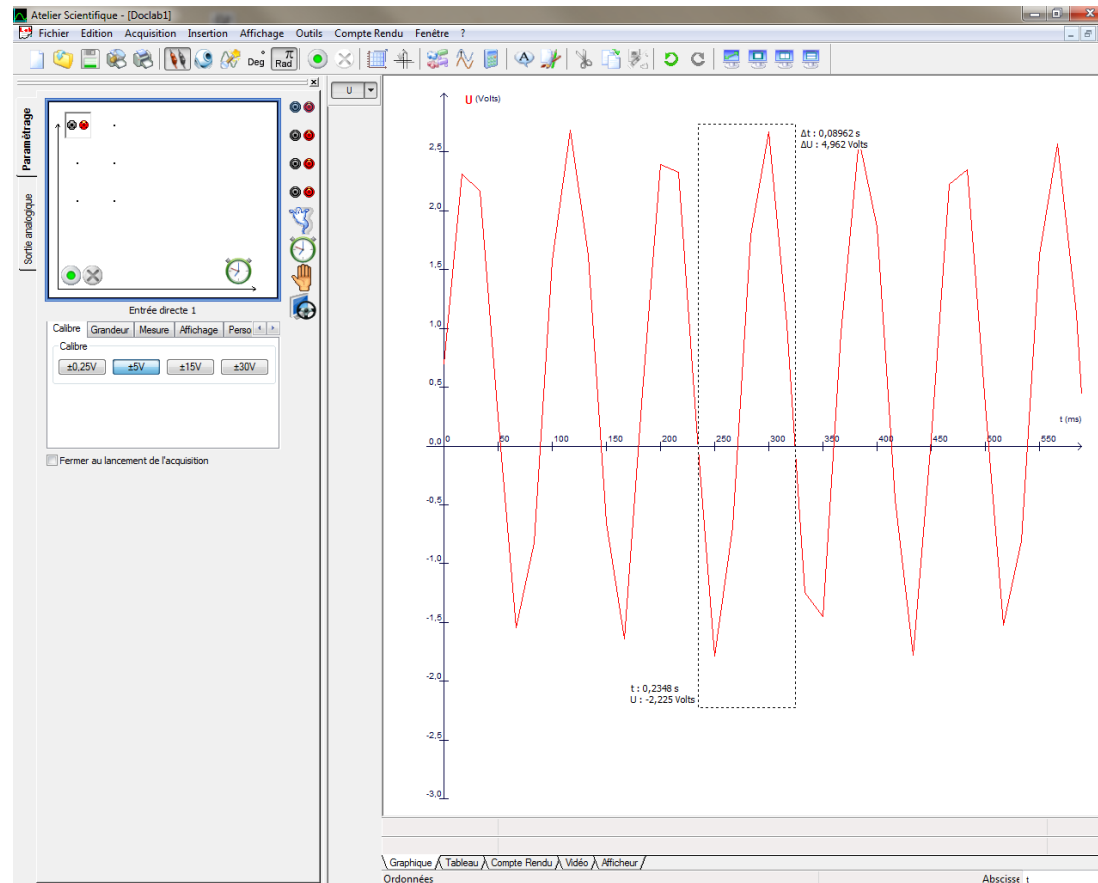 Atelier Scientifique - [Doclab1]
Fichier Edition Acquisition Insertion Affichage Outils Compte Rendu Fenêtre ?
Deg π Rad
Paramétrage
Sortie analogique
Entrée directe 1
Calibre Grandeur Mesure Affichage Perso
Calibre
±0,25V ±5V ±15V ±30V
Fermer au lancement de l'acquisition
U
U (Volts)
Δt : 0,08962 s
ΔU : 4,962 Volts
2,5
2,0
1,5
1,0
0,5
t (ms)
0,0 0 50 100 150 200 250 300 350 400 450 500 550
-0,5
-1,0
-1,5
-2,0
t : 0,2348 s
U : -2,225 Volts
-2,5
-3,0
Graphique Tableau Compte Rendu Vidéo Afficheur
Ordonnées Abscisse t